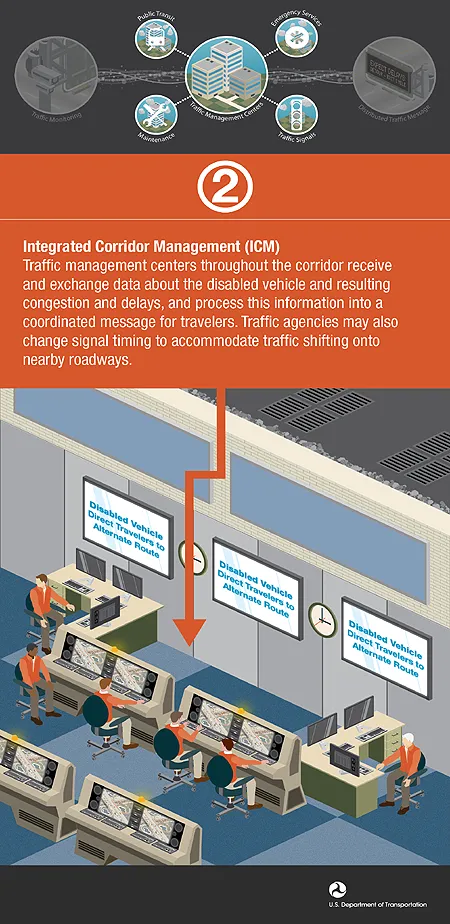 Public Transit
Emergency Services
Traffic Monitoring
Traffic Management Centers
EXPECT DELAYS
Distributed Traffic Message
Maintenance
Traffic Signals
2
Integrated Corridor Management (ICM)
Traffic management centers throughout the corridor receive
and exchange data about the disabled vehicle and resulting
congestion and delays, and process this information into a
coordinated message for travelers. Traffic agencies may also
change signal timing to accommodate traffic shifting onto
nearby roadways.
Disabled Vehicle
Direct Travelers to
Alternate Route
Disabled Vehicle
Direct Travelers to
Alternate Route
Disabled Vehicle
Direct Travelers to
Alternate Route
U.S. Department of Transportation